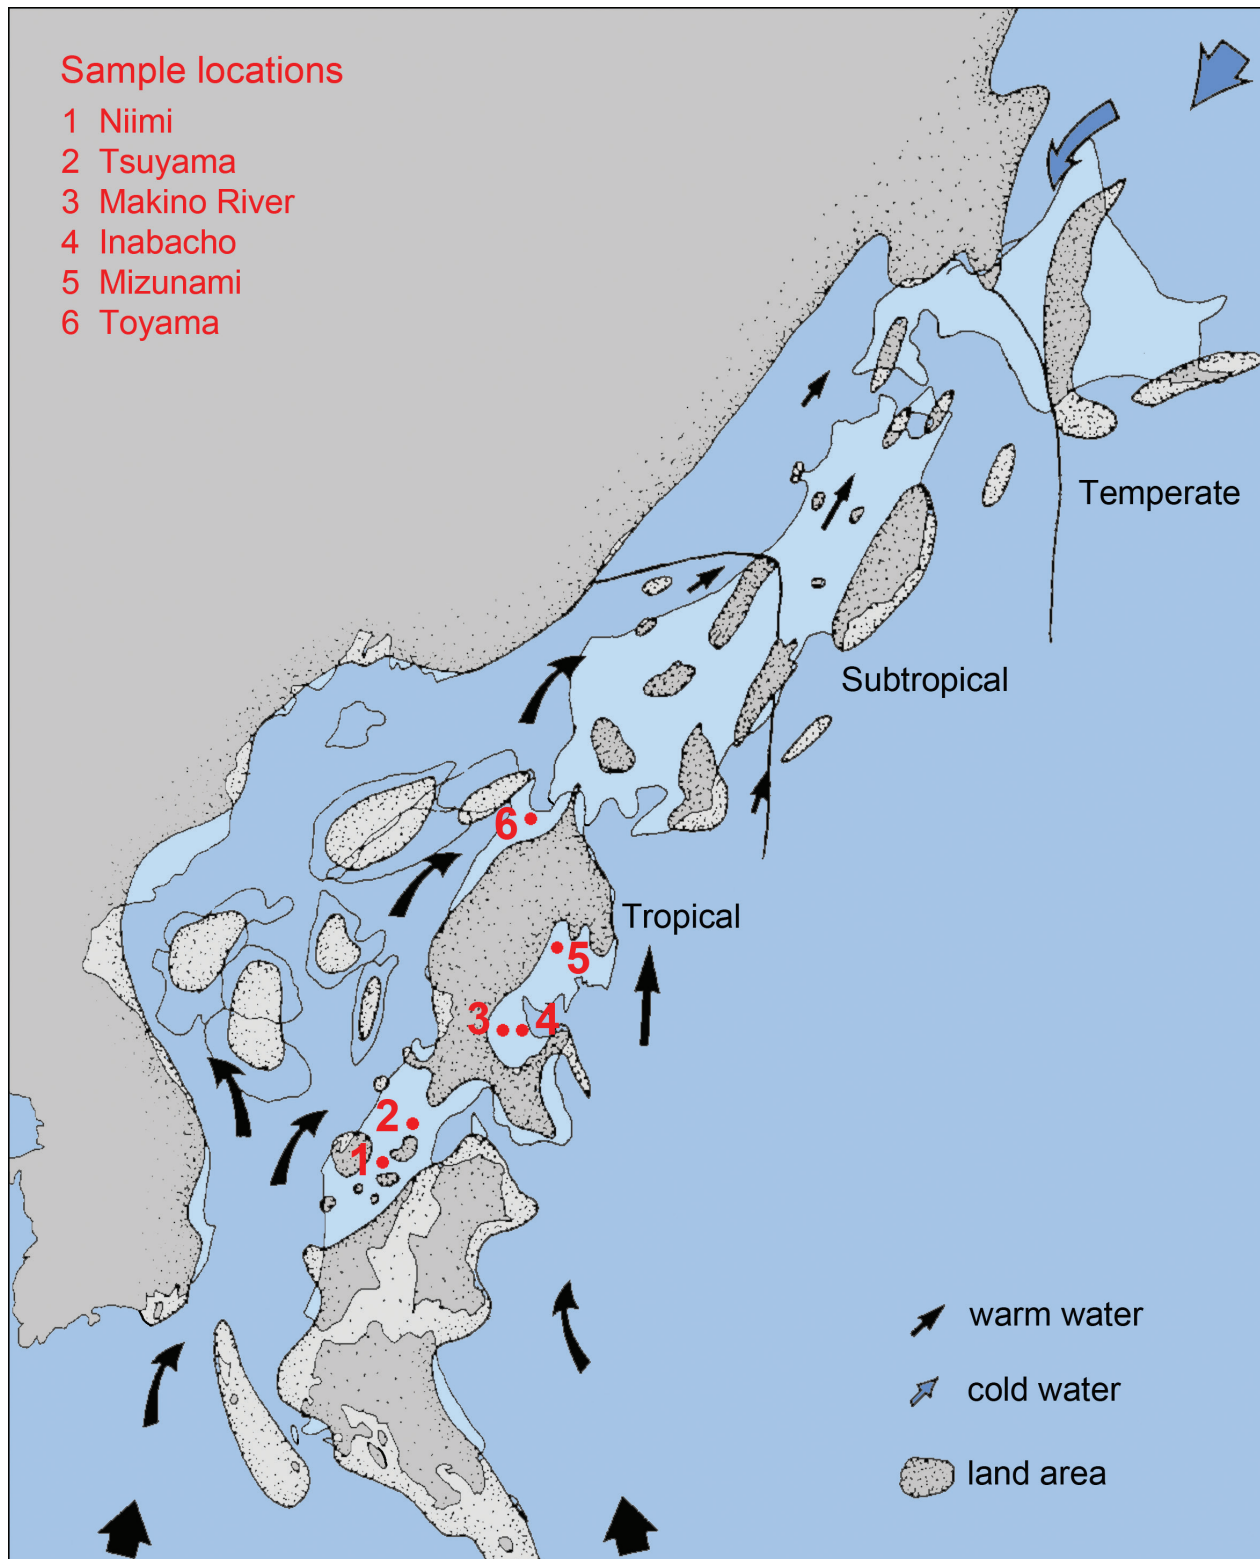 Sample locations
1 Niimi
2 Tsuyama
3 Makino River
4 Inabacho
5 Mizunami
6 Toyama
Temperate
Subtropical
6
Tropical
5
3
4
2
1
warm water
cold water
land area